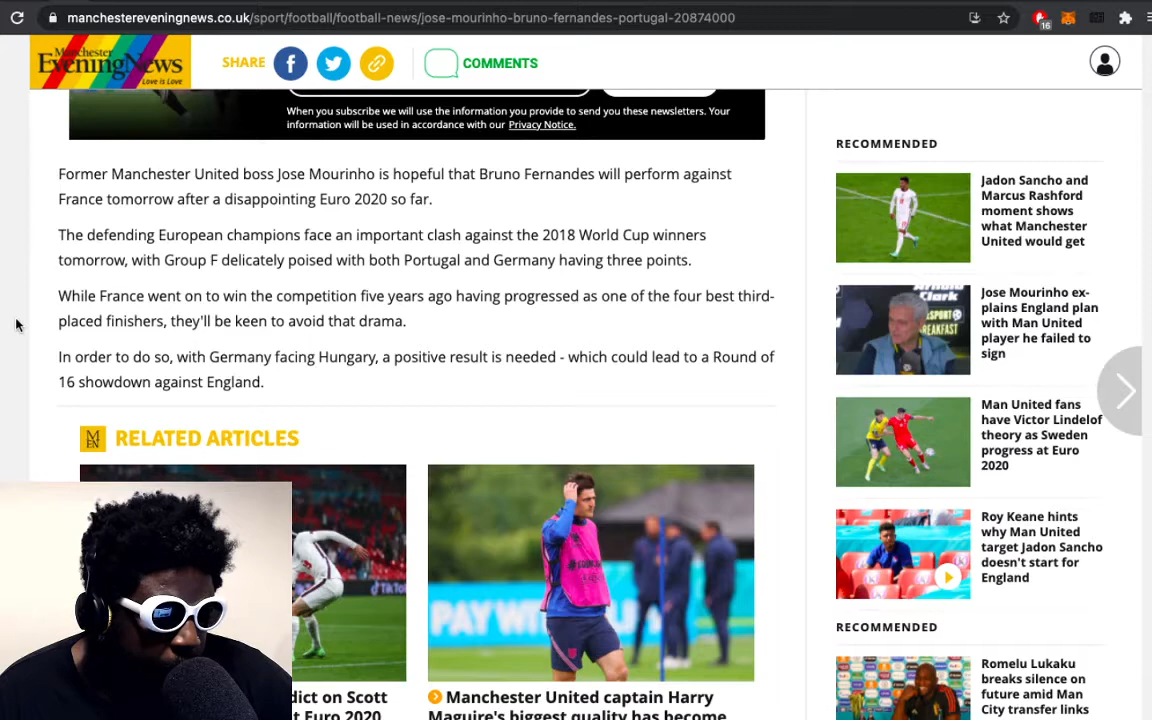 manchestereveningnews.co.uk/sport/football/football-news/jose-mourinho-bruno-fernandes-portugal-20874000
16
Manchester
EveningNews
Love is Love
SHARE
COMMENTS
When you subscribe we will use the information you provide to send you these newsletters. Your
information will be used in accordance with our Privacy Notice.
Former Manchester United boss Jose Mourinho is hopeful that Bruno Fernandes will perform against
France tomorrow after a disappointing Euro 2020 so far.
The defending European champions face an important clash against the 2018 World Cup winners
tomorrow, with Group F delicately poised with both Portugal and Germany having three points.
While France went on to win the competition five years ago having progressed as one of the four best third-
placed finishers, they'll be keen to avoid that drama.
In order to do so, with Germany facing Hungary, a positive result is needed - which could lead to a Round of
16 showdown against England.
MEN
RELATED ARTICLES
TikTok
PAY WITH
dict on Scott
t Euro 2020
Manchester United captain Harry
Maguire's biggest quality has become
RECOMMENDED
Jadon Sancho and
Marcus Rashford
moment shows
what Manchester
United would get
Jose Mourinho ex-
plains England plan
with Man United
player he failed to
sign
Man United fans
have Victor Lindelof
theory as Sweden
progress at Euro
2020
Roy Keane hints
why Man United
target Jadon Sancho
doesn't start for
England
RECOMMENDED
Romelu Lukaku
breaks silence on
future amid Man
City transfer links